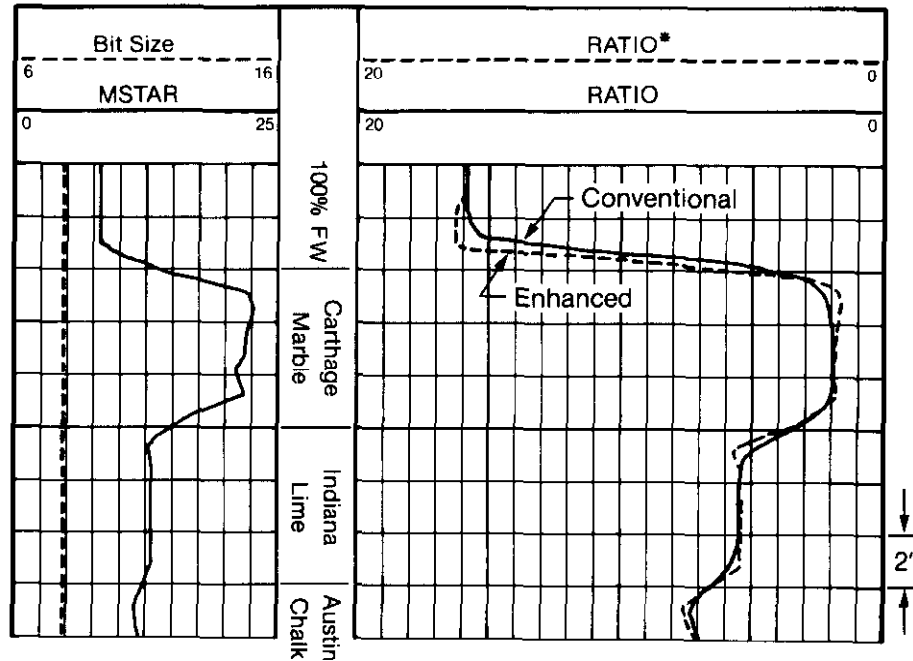 Bit Size
6 16
MSTAR
0 25
RATIO*
20 0
RATIO
20 0
100% FW
Carthage
Marble
Indiana
Lime
Austin
Chalk
Conventional
Enhanced
2'